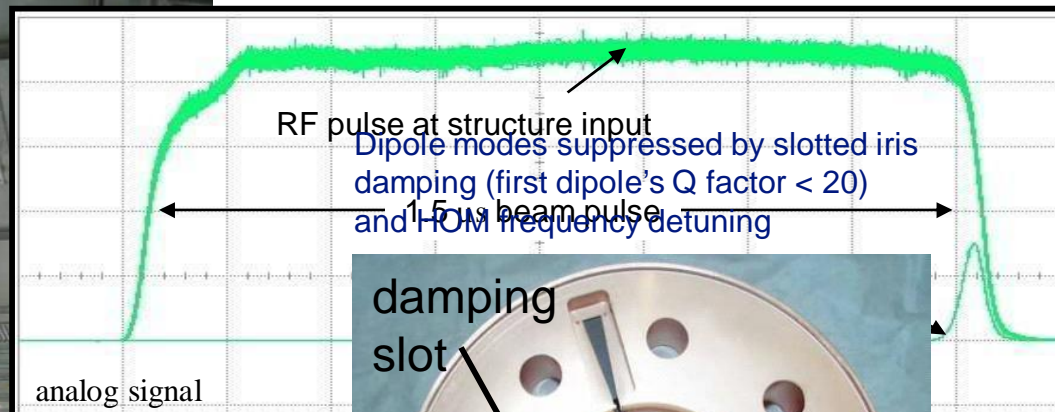 RF pulse at structure input
Dipole modes suppressed by slotted iris
damping (first dipole's Q factor < 20)
1.5 µs beam pulse
and HOM frequency detuning
damping
slot
analog signal